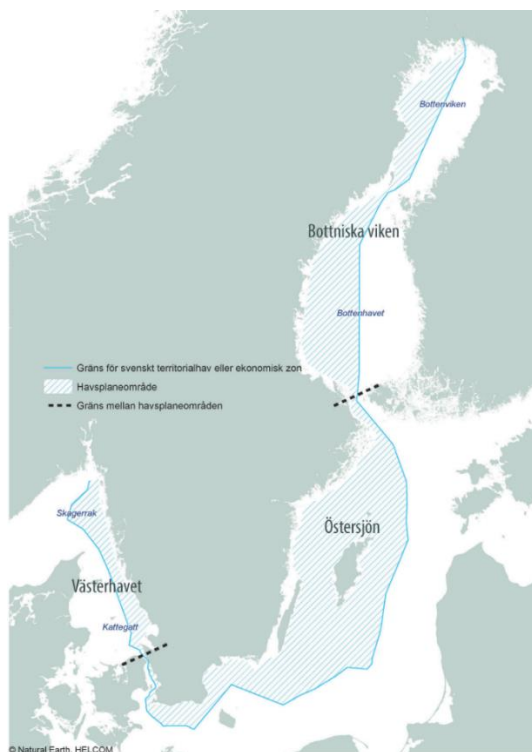 Bottenviken
Bottniska viken
Bottenhavet
Gräns för svenskt territorialhav eller ekonomisk zon
Havsplaneområde
Gräns mellan havsplaneområden
Skagerrak
Östersjön
Västerhavet
Kattegatt
© Natural Earth, HELCOM